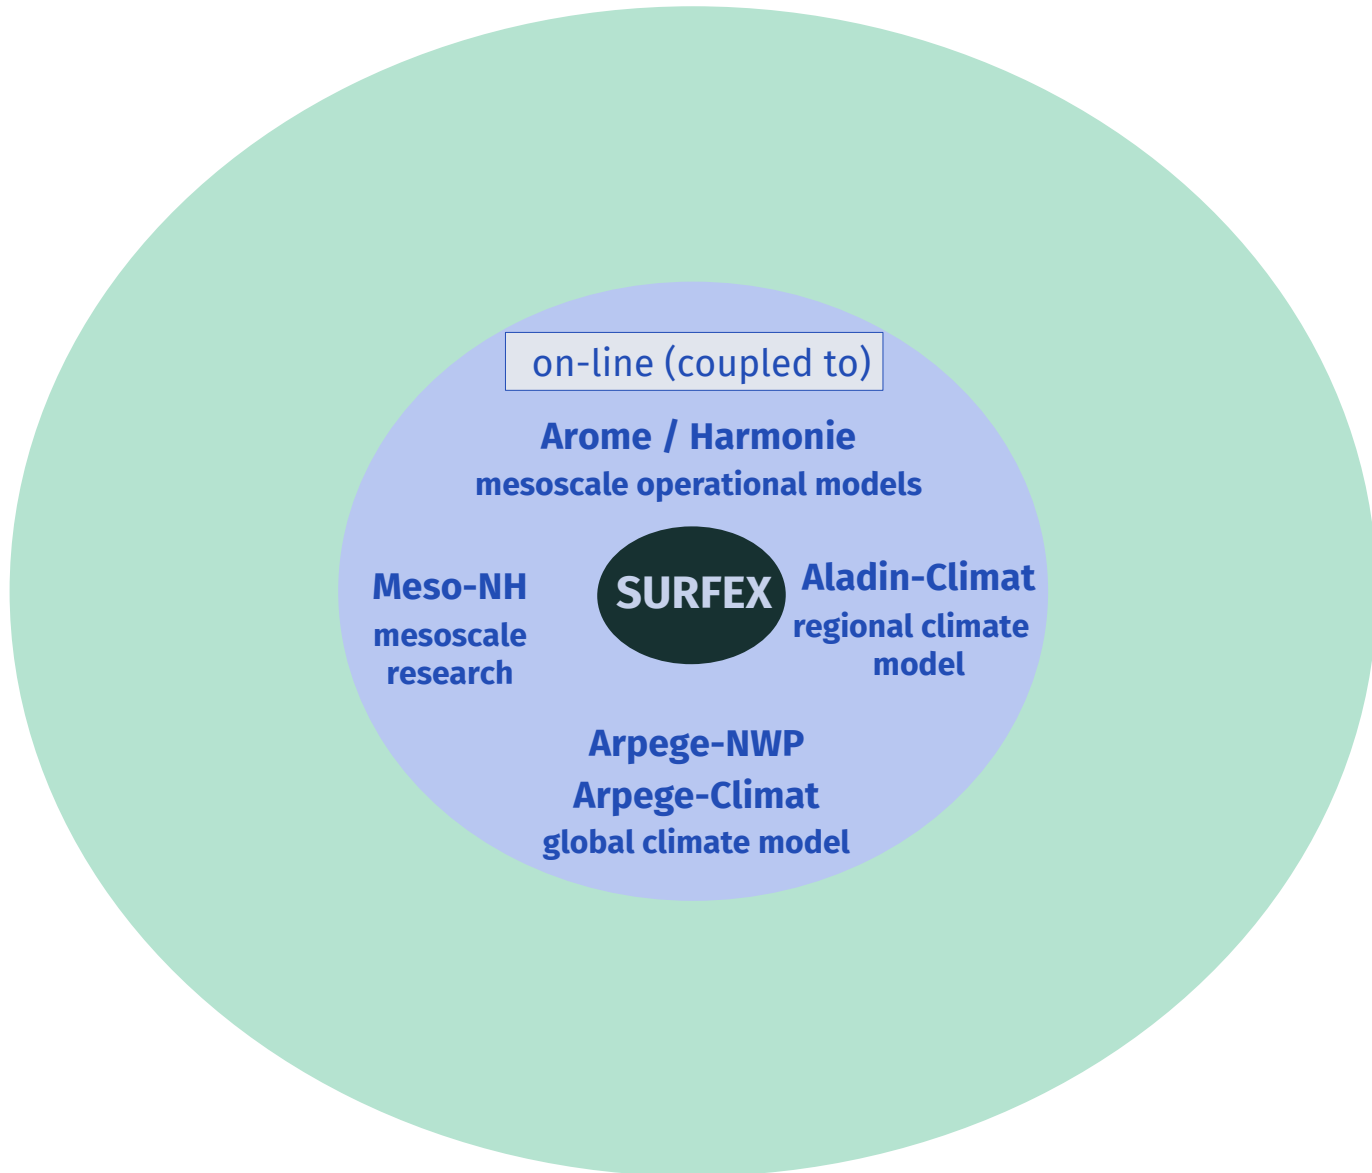 on-line (coupled to)
Arome / Harmonie
mesoscale operational models
Meso-NH
mesoscale
research
SURFEX
Aladin-Climat
regional climate
model
Arpege-NWP
Arpege-Climat
global climate model